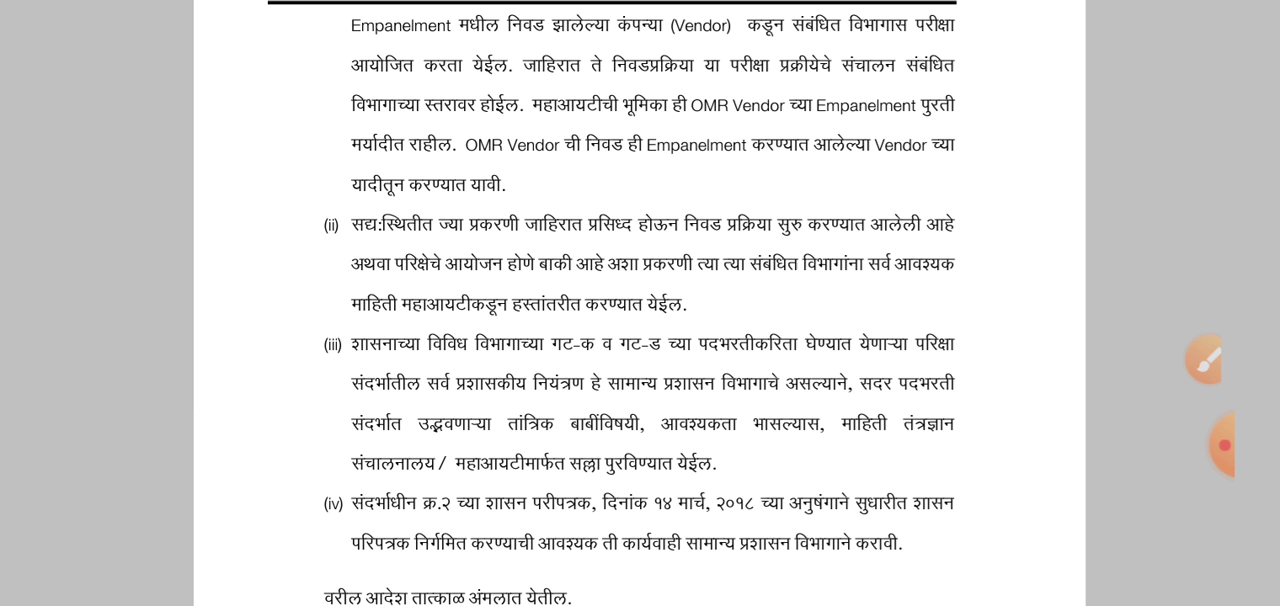 Empanelment मधील निवड झालेल्या कंपन्या (Vendor) कडून संबंधित विभागास परीक्षा
आयोजित करता येईल. जाहिरात ते निवडप्रक्रिया या परीक्षा प्रक्रीयेचे संचालन संबंधित
विभागाच्या स्तरावर होईल. महाआयटीची भूमिका ही OMR Vendor च्या Empanelment पुरती
मर्यादीत राहील. OMR Vendor ची निवड ही Empanelment करण्यात आलेल्या Vendor च्या
यादीतून करण्यात यावी.
(ii) सद्य:स्थितीत ज्या प्रकरणी जाहिरात प्रसिध्द होऊन निवड प्रक्रिया सुरु करण्यात आलेली आहे
अथवा परिक्षेचे आयोजन होणे बाकी आहे अशा प्रकरणी त्या त्या संबंधित विभागांना सर्व आवश्यक
माहिती महाआयटीकडून हस्तांतरीत करण्यात येईल.
(iii) शासनाच्या विविध विभागाच्या गट-क व गट-ड च्या पदभरतीकरिता घेण्यात येणाऱ्या परिक्षा
संदर्भातील सर्व प्रशासकीय नियंत्रण हे सामान्य प्रशासन विभागाचे असल्याने, सदर पदभरती
संदर्भात उद्भवणाऱ्या तांत्रिक बाबींविषयी, आवश्यकता भासल्यास, माहिती तंत्रज्ञान
संचालनालय / महाआयटीमार्फत सल्ला पुरविण्यात येईल.
(iv) संदर्भाधीन क्र.२ च्या शासन परीपत्रक, दिनांक १४ मार्च, २०१८ च्या अनुषंगाने सुधारीत शासन
परिपत्रक निर्गमित करण्याची आवश्यक ती कार्यवाही सामान्य प्रशासन विभागाने करावी.
वरील आदेश तात्काळ अंमलात येतील.